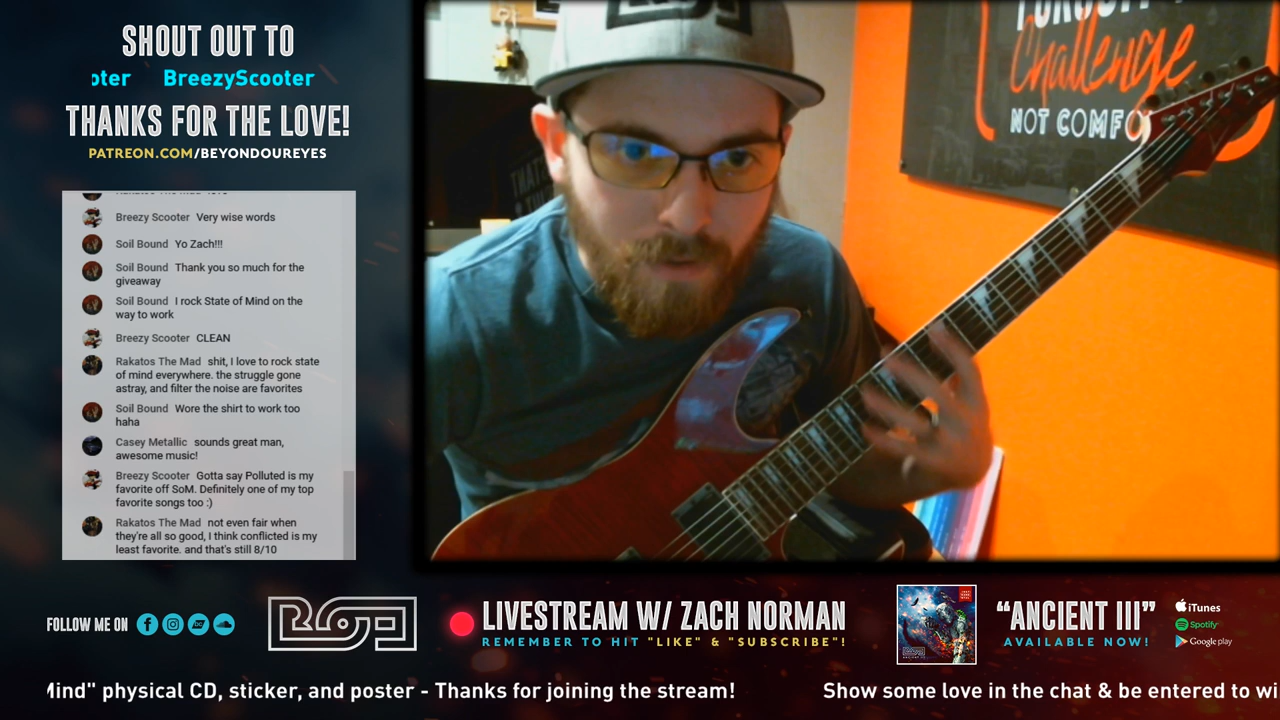 SHOUT OUT TO
oter BreezyScooter
THANKS FOR THE LOVE!
PATREON.COM/BEYONDOUREYES
Breezy Scooter Very wise words
Soil Bound Yo Zach!!!
Soil Bound Thank you so much for the
giveaway
Soil Bound I rock State of Mind on the
way to work
Breezy Scooter CLEAN
Rakatos The Mad shit, I love to rock state
of mind everywhere. the struggle gone
astray, and filter the noise are favorites
Soil Bound Wore the shirt to work too
haha
Casey Metallic sounds great man,
awesome music!
Breezy Scooter Gotta say Polluted is my
favorite off SoM. Definitely one of my top
favorite songs too :)
Rakatos The Mad not even fair when
they're all so good, I think conflicted is my
least favorite. and that's still 8/10
Challenge
NOT COMFO
FOLLOW ME ON
LIVESTREAM W/ ZACH NORMAN
REMEMBER TO HIT "LIKE" & "SUBSCRIBE"!
"ANCIENT III"
AVAILABLE NOW!
iTunes
Spotify
Google play
Mind" physical CD, sticker, and poster - Thanks for joining the stream! Show some love in the chat & be entered to wi